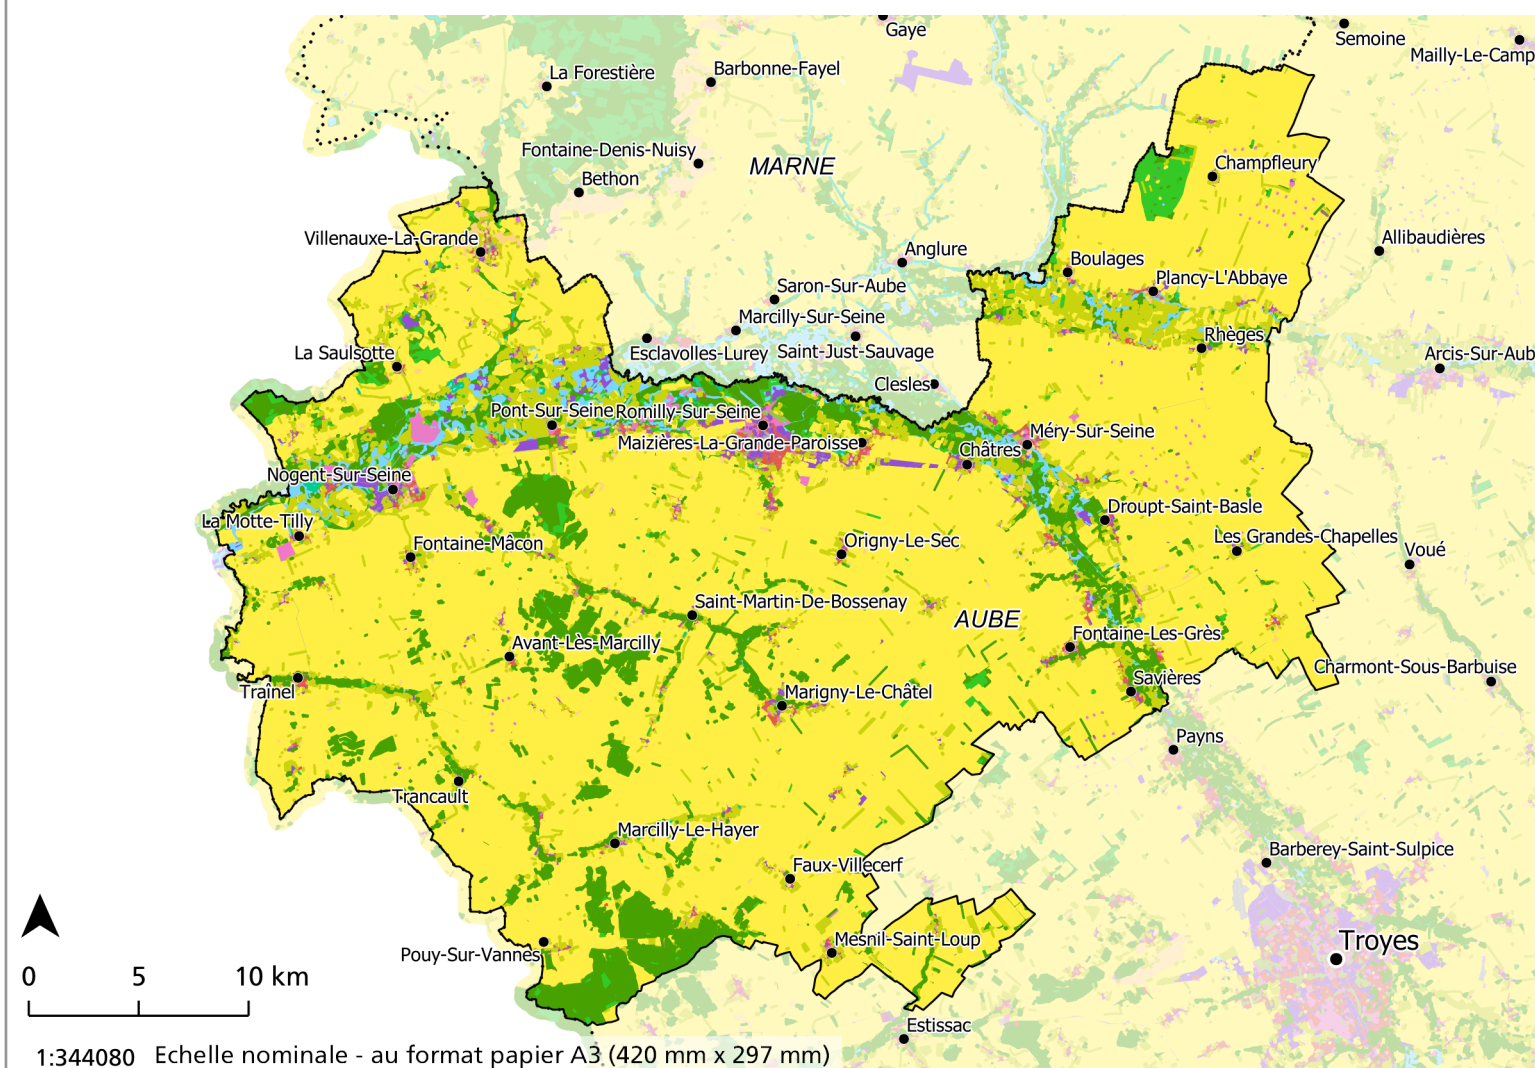 Gaye
Semoine
Mailly-Le-Camp
La Forestière
Barbonne-Fayel
Fontaine-Denis-Nuisy
MARNE
Bethon
Champfleury
Villenauxe-La-Grande
Anglure
Allibaudières
Boulages
Plancy-L'Abbaye
Saron-Sur-Aube
Marcilly-Sur-Seine
Rhèges
La Saulsotte
Esclavolles-Lurey
Saint-Just-Sauvage
Arcis-Sur-Aub
Clesles
Pont-Sur-Seine
Romilly-Sur-Seine
Maizières-La-Grande-Paroisse
Méry-Sur-Seine
Châtres
Nogent-Sur-Seine
Droupt-Saint-Basle
La Motte-Tilly
Fontaine-Mâcon
Origny-Le-Sec
Les Grandes-Chapelles
Voué
Saint-Martin-De-Bossenay
AUBE
Avant-Lès-Marcilly
Fontaine-Les-Grès
Charmont-Sous-Barbuise
Traînel
Marigny-Le-Châtel
Savières
Payns
Trancault
Marcilly-Le-Hayer
Barberey-Saint-Sulpice
Faux-Villecerf
Pouy-Sur-Vannes
Mesnil-Saint-Loup
Troyes
0 5 10 km
Estissac
1:344080 Echelle nominale - au format papier A3 (420 mm x 297 mm)